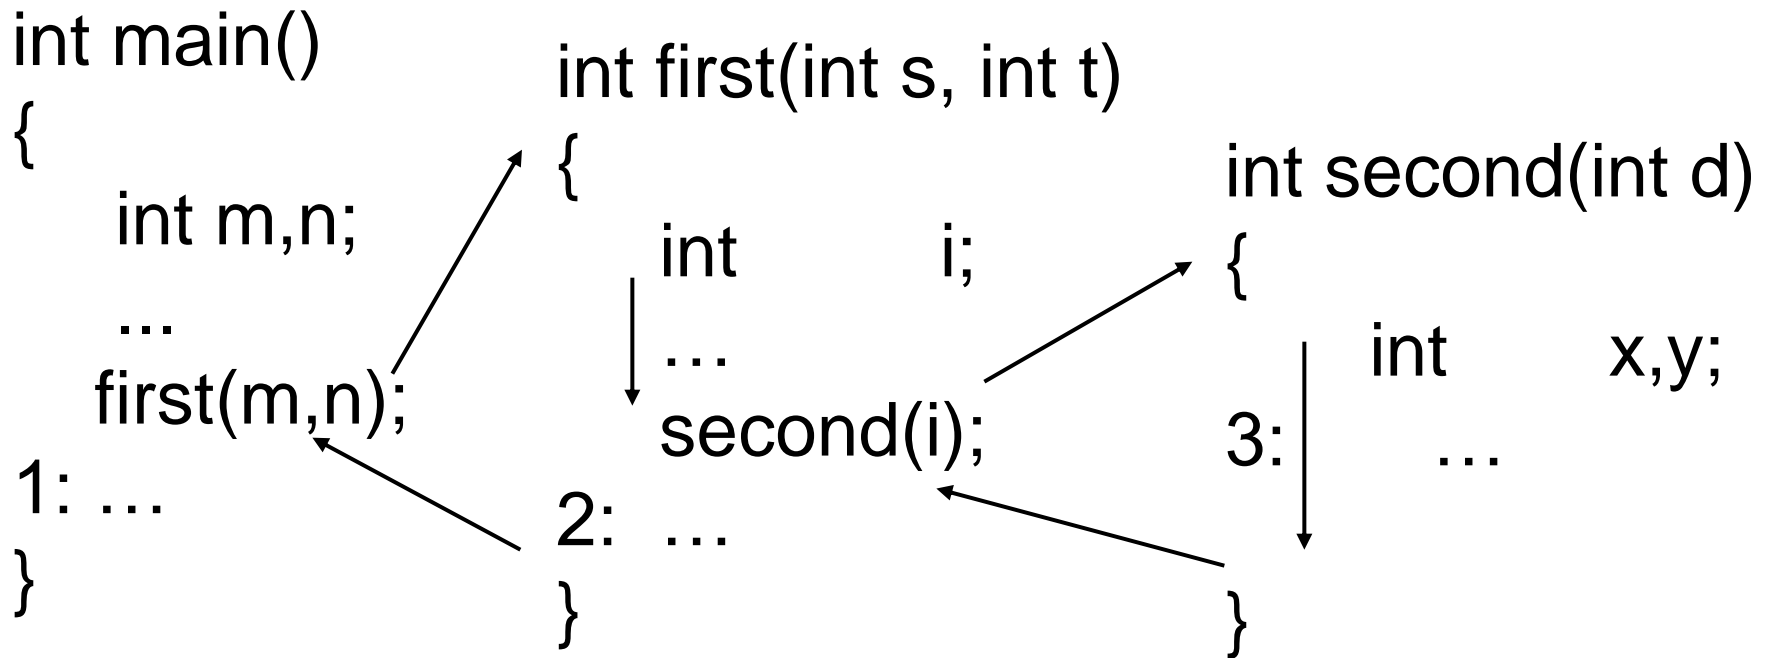 int main()
{
int m,n;
...
first(m,n);
1: …
}
int first(int s, int t)
{
int i;
…
second(i);
2: …
}
int second(int d)
{
int x,y;
3: …
}